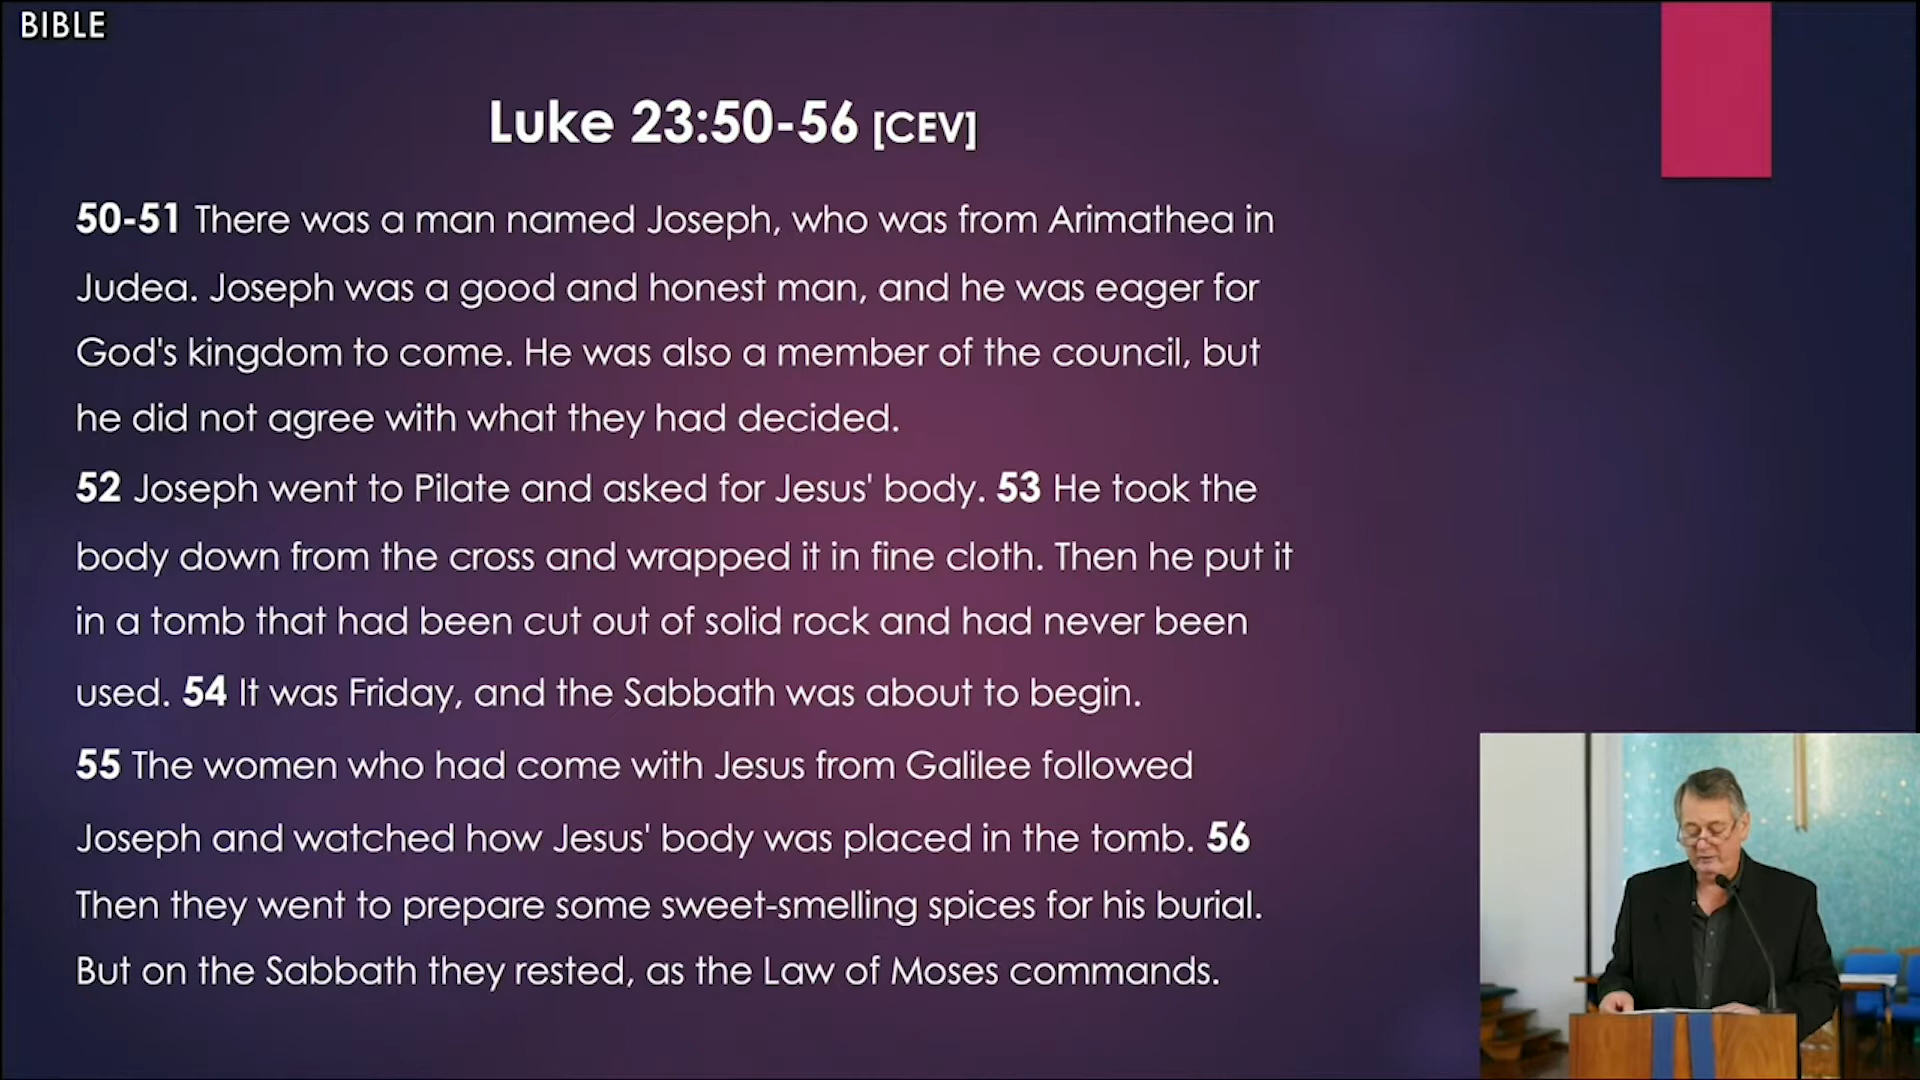 BIBLE
Luke 23:50-56 [CEV]
50-51 There was a man named Joseph, who was from Arimathea in
Judea. Joseph was a good and honest man, and he was eager for
God's kingdom to come. He was also a member of the council, but
he did not agree with what they had decided.
52 Joseph went to Pilate and asked for Jesus' body. 53 He took the
body down from the cross and wrapped it in fine cloth. Then he put it
in a tomb that had been cut out of solid rock and had never been
used. 54 It was Friday, and the Sabbath was about to begin.
55 The women who had come with Jesus from Galilee followed
Joseph and watched how Jesus' body was placed in the tomb. 56
Then they went to prepare some sweet-smelling spices for his burial.
But on the Sabbath they rested, as the Law of Moses commands.